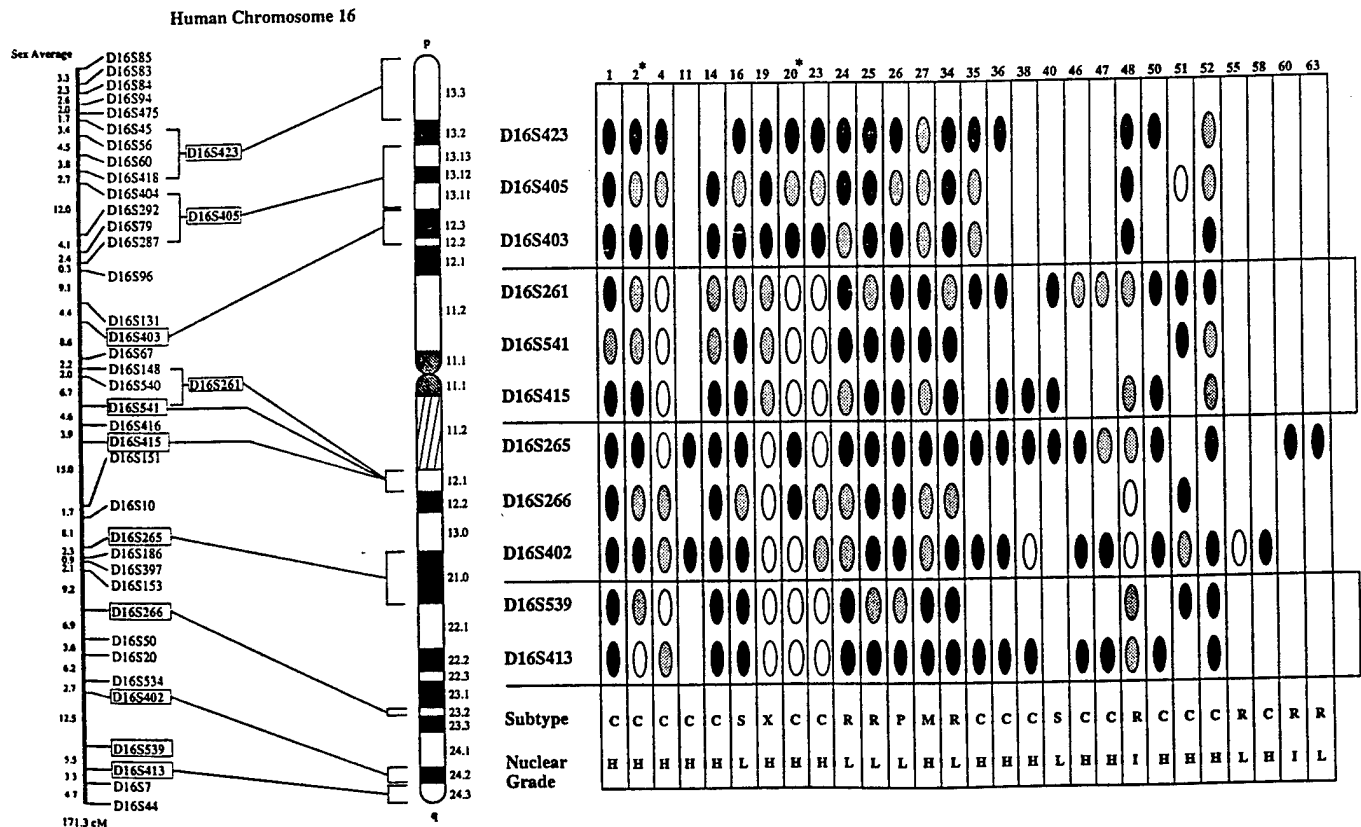 Human Chromosome 16
Sex Average
D16S85
3.3
D16S83
2.3
D16S84
2.6
D16S94
2.0
D16S475
1.7
D16S45
3.4
D16S56
4.5
D16S60
3.8
D16S418
2.7
D16S404
12.0
D16S292
D16S79
4.1
D16S287
2.4
0.3
D16S96
9.1
D16S131
4.4
D16S403
8.6
D16S67
2.2
D16S148
2.0
D16S540
6.7
D16S541
4.6
D16S416
3.9
D16S415
D16S151
15.0
D16S10
1.7
8.1
D16S265
2.3
D16S186
D16S397
2.1
D16S153
9.2
D16S266
6.9
D16S50
3.6
D16S20
6.2
D16S534
2.7
D16S402
12.5
D16S539
5.5
D16S413
3.3
D16S7
4.7
D16S44
171.3 cM
D16S423
D16S405
D16S261
p
13.3
13.2
13.13
13.12
13.11
12.3
12.2
12.1
11.2
11.1
11.1
11.2
12.1
12.2
13.0
21.0
22.1
22.2
22.3
23.1
23.2
23.3
24.1
24.2
24.3
q
1 2* 4 11 14 16 19 20* 23 24 25 26 27 34 35 36 38 40 46 47 48 50 51 52 55 58 60 63
D16S423
D16S405
D16S403
D16S261
D16S541
D16S415
D16S265
D16S266
D16S402
D16S539
D16S413
Subtype C C C C C S X C C R R P M R C C C S C C R C C C R C R R
Nuclear Grade H H H H H L H H H L L L H L H H H L H H I H H H L H I L